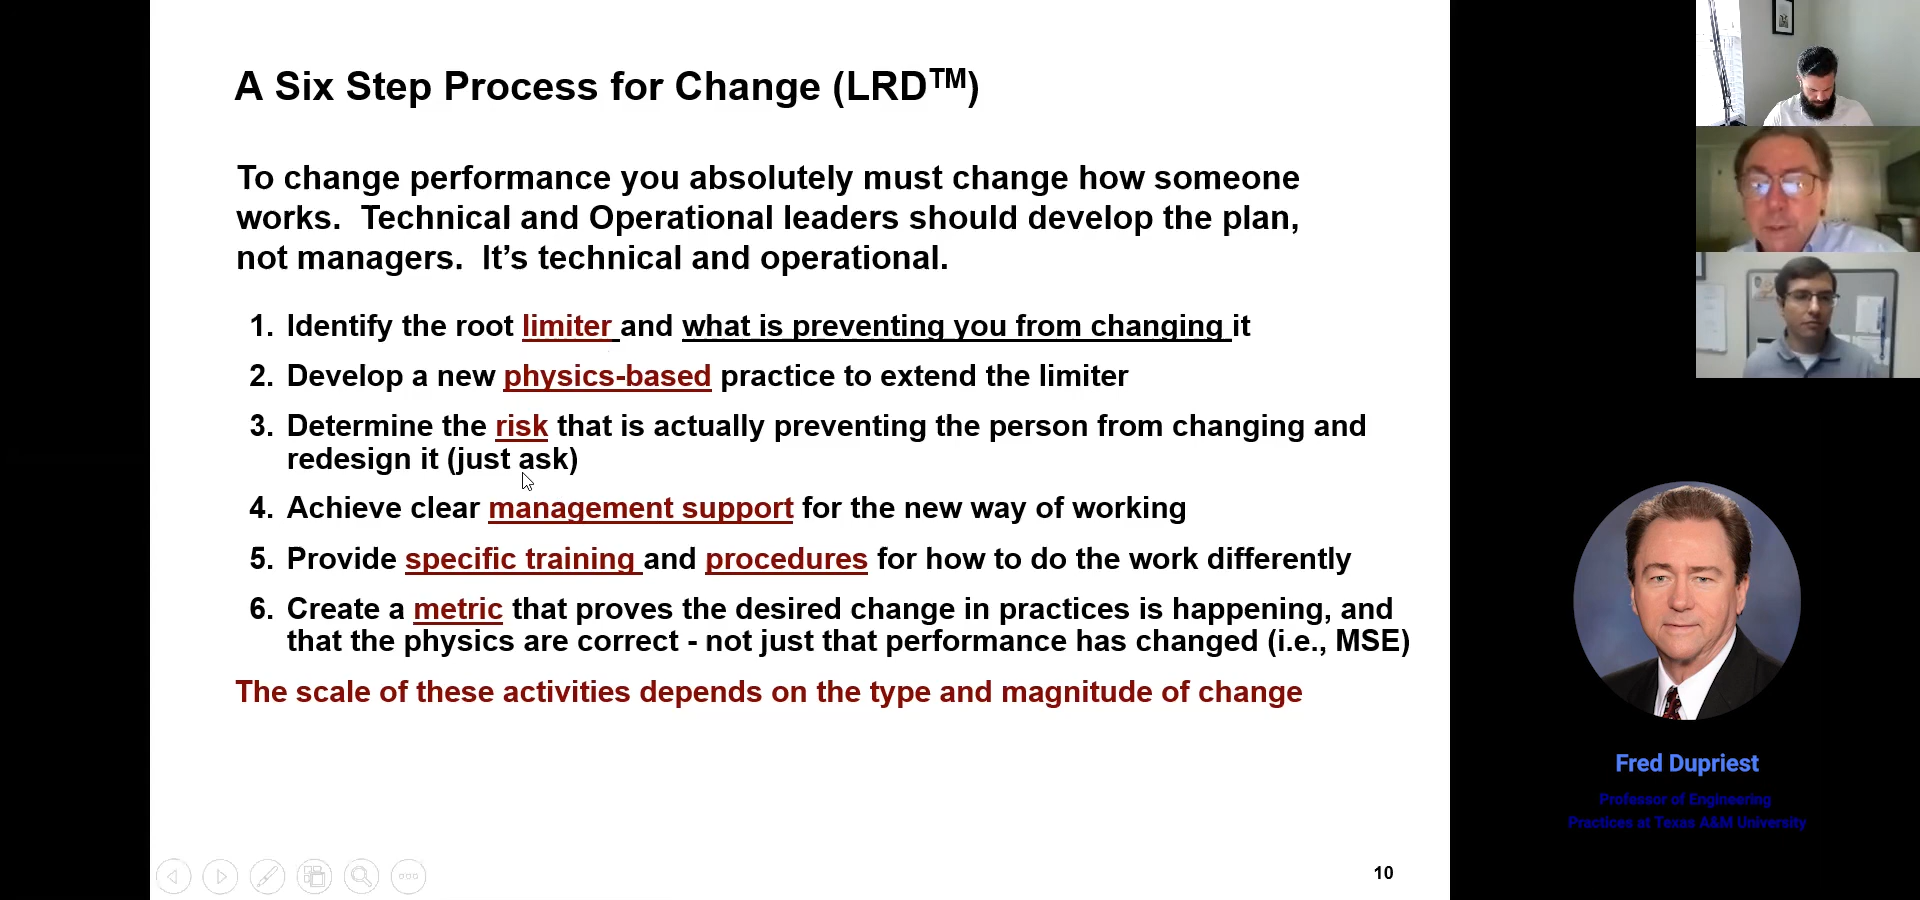 A Six Step Process for Change (LRD™)
To change performance you absolutely must change how someone
works. Technical and Operational leaders should develop the plan,
not managers. It’s technical and operational.
1. Identify the root limiter and what is preventing you from changing it
2. Develop a new physics-based practice to extend the limiter
3. Determine the risk that is actually preventing the person from changing and
redesign it (just ask)
4. Achieve clear management support for the new way of working
5. Provide specific training and procedures for how to do the work differently
6. Create a metric that proves the desired change in practices is happening, and
that the physics are correct - not just that performance has changed (i.e., MSE)
The scale of these activities depends on the type and magnitude of change
10
Fred Dupriest
Professor of Engineering
Practices at Texas A&M University